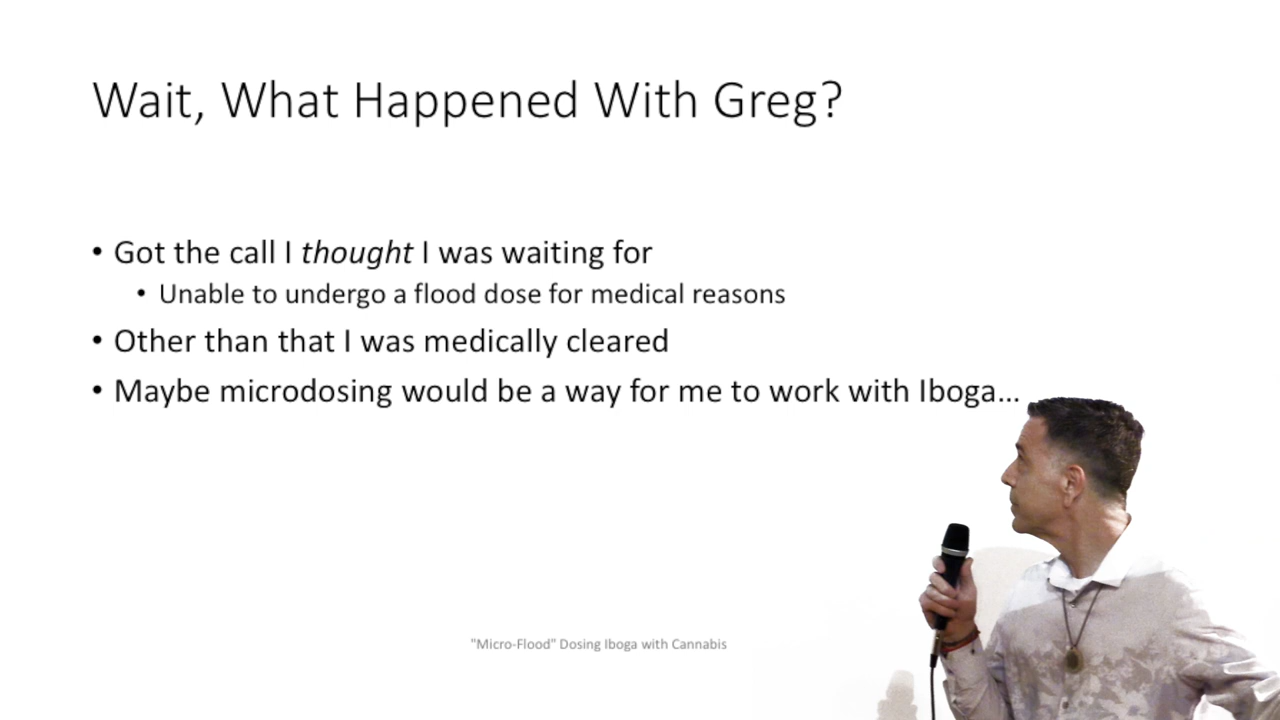 Wait, What Happened With Greg?
• Got the call I thought I was waiting for
• Unable to undergo a flood dose for medical reasons
• Other than that I was medically cleared
• Maybe microdosing would be a way for me to work with Iboga...
"Micro-Flood" Dosing Iboga with Cannabis